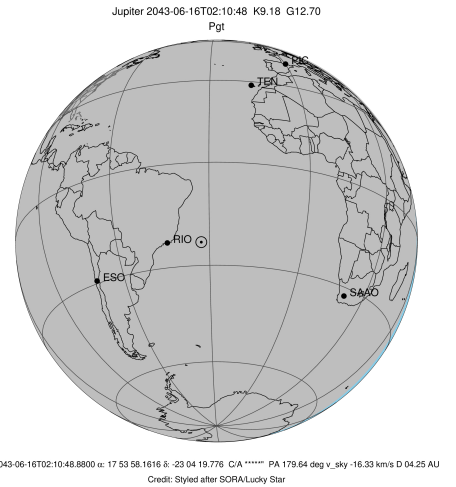 Jupiter 2043-06-16T02:10:48 K9.18 G12.70
Pgt
PIC
TEN
RIO
ESO
SAAO
043-06-16T02:10:48.8800 α: 17 53 58.1616 δ: -23 04 19.776 C/A *****" PA 179.64 deg v_sky -16.33 km/s D 04.25 AU
Credit: Styled after SORA/Lucky Star